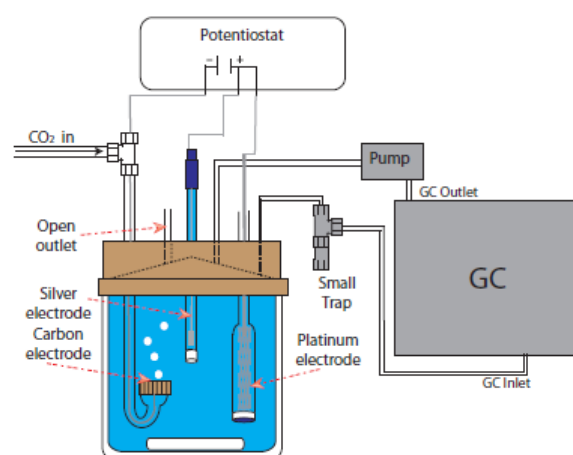 Potentiostat
- +
CO₂ in
Pump
GC Outlet
Open
outlet
GC
Small
Trap
Silver
electrode
Carbon
electrode
Platinum
electrode
GC Inlet